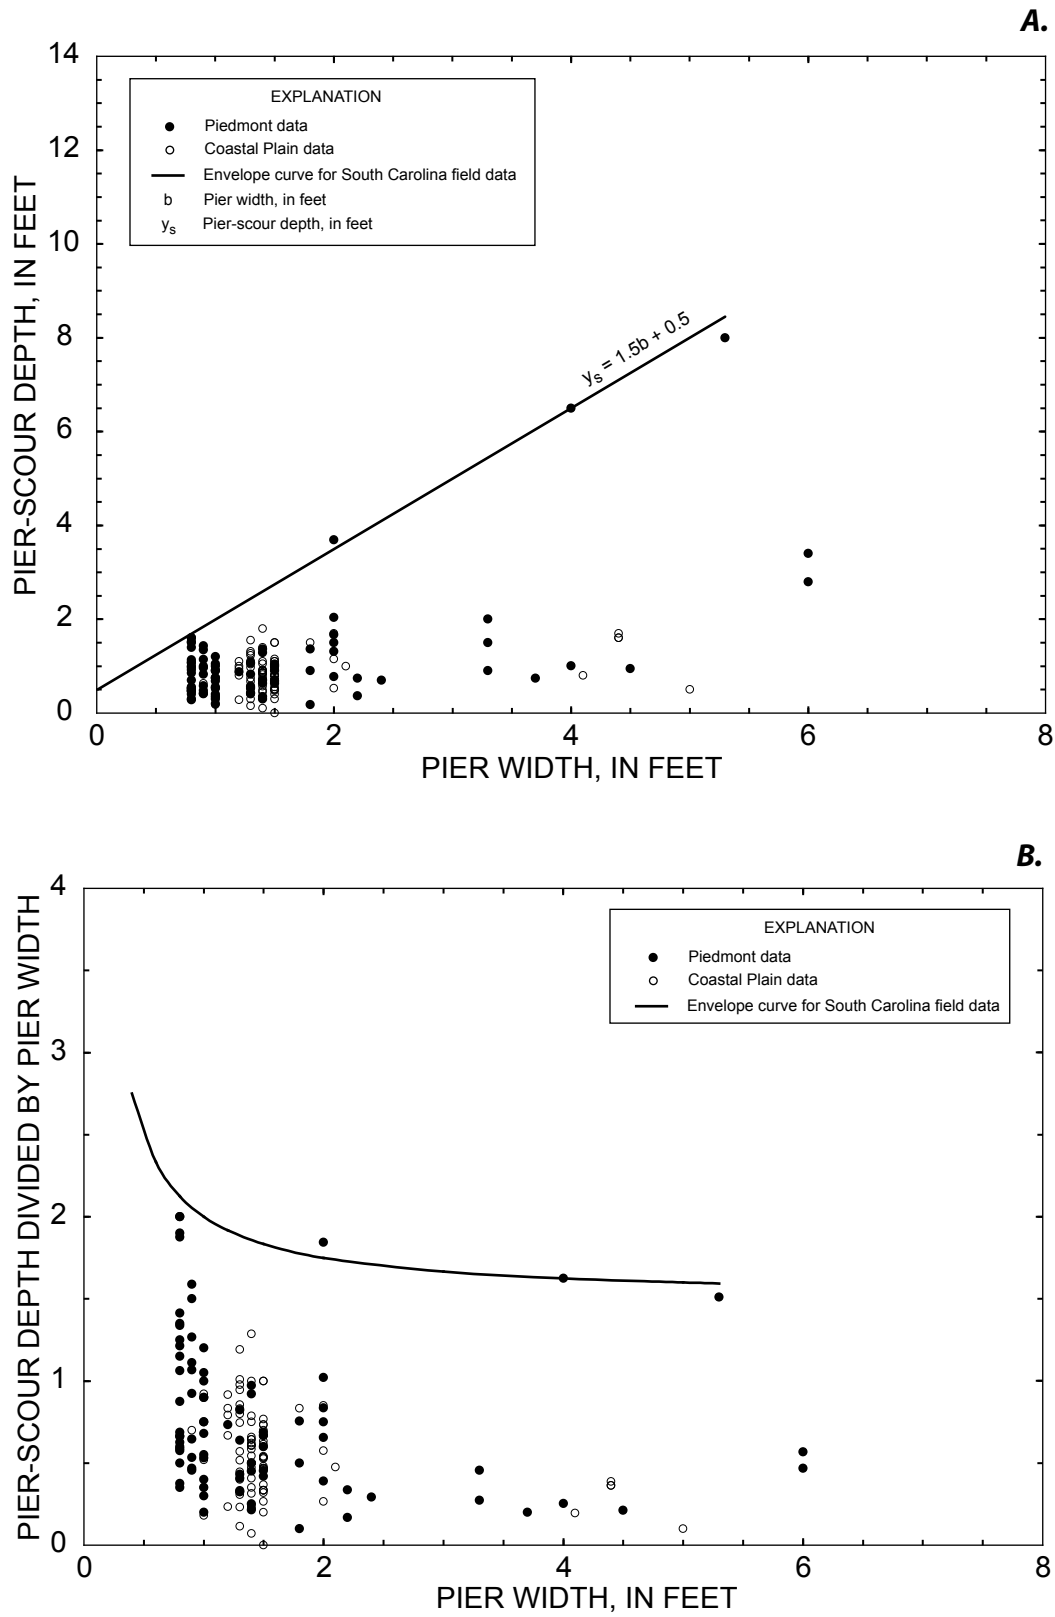 A.
14
12
10
8
6
4
2
0
PIER-SCOUR DEPTH, IN FEET
EXPLANATION
Piedmont data
Coastal Plain data
Envelope curve for South Carolina field data
b Pier width, in feet
ys Pier-scour depth, in feet
ys = 1.5b + 0.5
0 2 4 6 8
PIER WIDTH, IN FEET
B.
4
3
2
1
0
PIER-SCOUR DEPTH DIVIDED BY PIER WIDTH
EXPLANATION
Piedmont data
Coastal Plain data
Envelope curve for South Carolina field data
0 2 4 6 8
PIER WIDTH, IN FEET